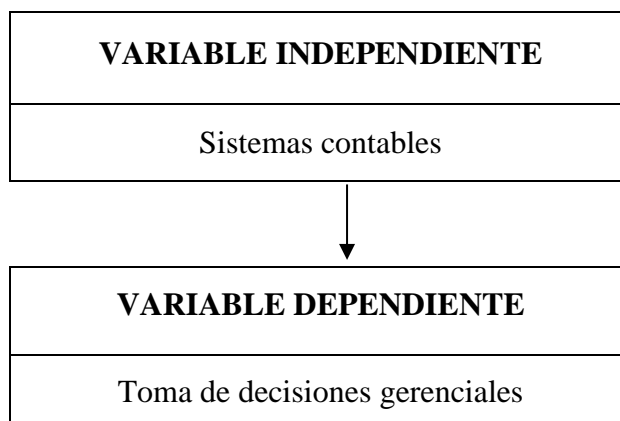 VARIABLE INDEPENDIENTE
Sistemas contables
VARIABLE DEPENDIENTE
Toma de decisiones gerenciales